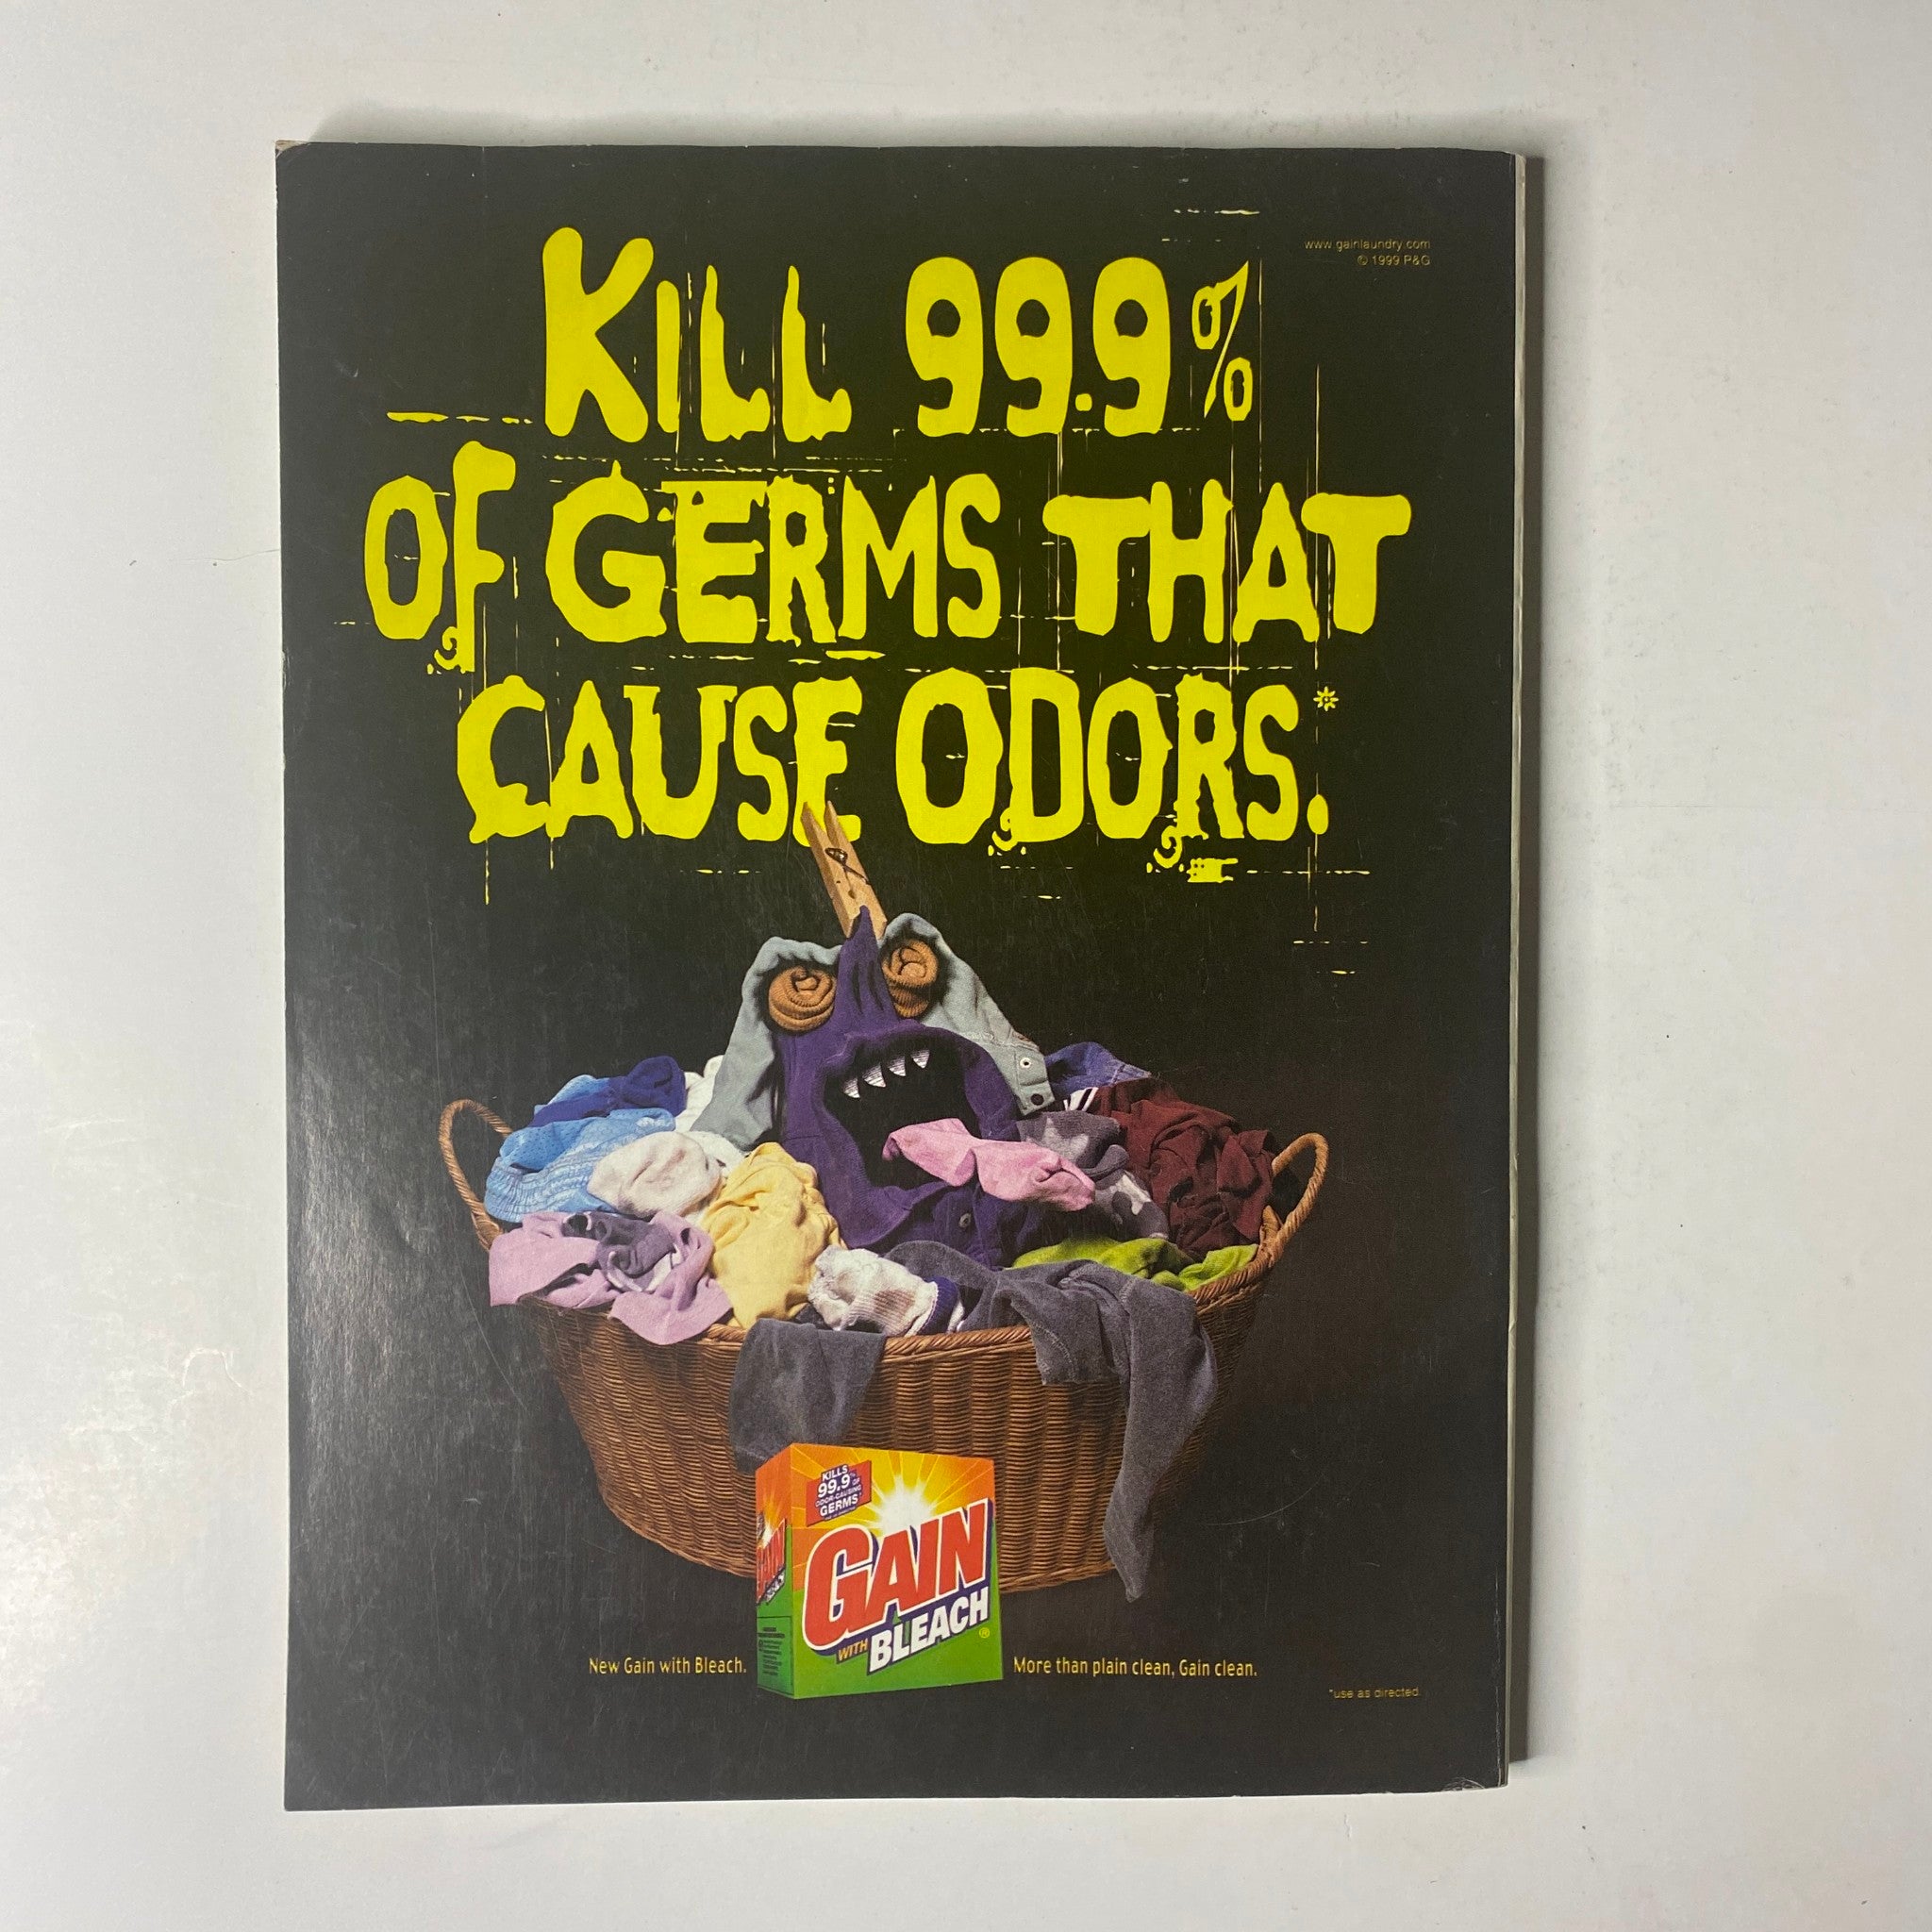 www.gainlaundry.com
© 1999 P&G
KILL 99.9%
OF GERMS THAT
CAUSE ODORS.*
KILLS
99.9% OF
ODOR-CAUSING
GERMS*
GAIN
WITH BLEACH®
GAIN
New Gain with Bleach.
More than plain clean, Gain clean.
*use as directed.